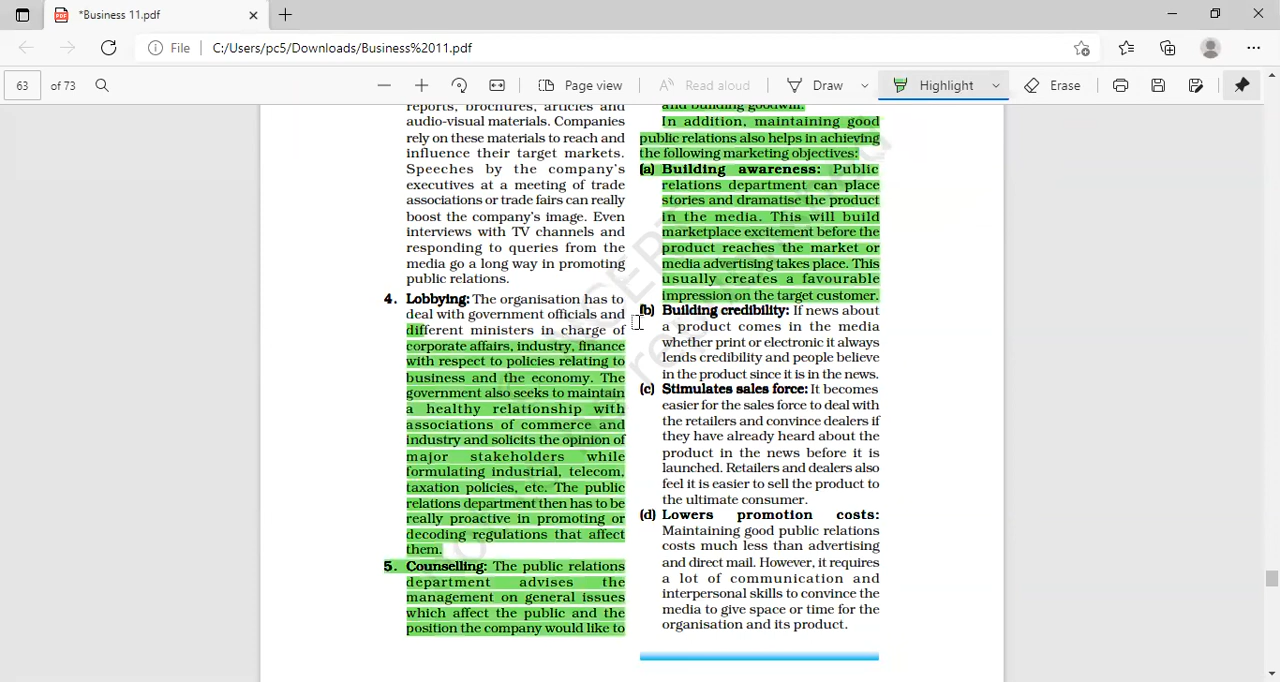 *Business 11.pdf
File
C:/Users/pc5/Downloads/Business%2011.pdf
63
of 73
Page view
Read aloud
Draw
Highlight
Erase
reports, brochures, articles and
audio-visual materials. Companies
rely on these materials to reach and
influence their target markets.
Speeches by the company's
executives at a meeting of trade
associations or trade fairs can really
boost the company's image. Even
interviews with TV channels and
responding to queries from the
media go a long way in promoting
public relations.
4. Lobbying: The organisation has to
deal with government officials and
different ministers in charge of
corporate affairs, industry, finance
with respect to policies relating to
business and the economy. The
government also seeks to maintain
a healthy relationship with
associations of commerce and
industry and solicits the opinion of
major stakeholders while
formulating industrial, telecom,
taxation policies, etc. The public
relations department then has to be
really proactive in promoting or
decoding regulations that affect
them.
5. Counselling: The public relations
department advises the
management on general issues
which affect the public and the
position the company would like to
and building goodwill.
In addition, maintaining good
public relations also helps in achieving
the following marketing objectives:
(a) Building awareness: Public
relations department can place
stories and dramatise the product
in the media. This will build
marketplace excitement before the
product reaches the market or
media advertising takes place. This
usually creates a favourable
impression on the target customer.
(b) Building credibility: If news about
a product comes in the media
whether print or electronic it always
lends credibility and people believe
in the product since it is in the news.
(c) Stimulates sales force: It becomes
easier for the sales force to deal with
the retailers and convince dealers if
they have already heard about the
product in the news before it is
launched. Retailers and dealers also
feel it is easier to sell the product to
the ultimate consumer.
(d) Lowers promotion costs:
Maintaining good public relations
costs much less than advertising
and direct mail. However, it requires
a lot of communication and
interpersonal skills to convince the
media to give space or time for the
organisation and its product.